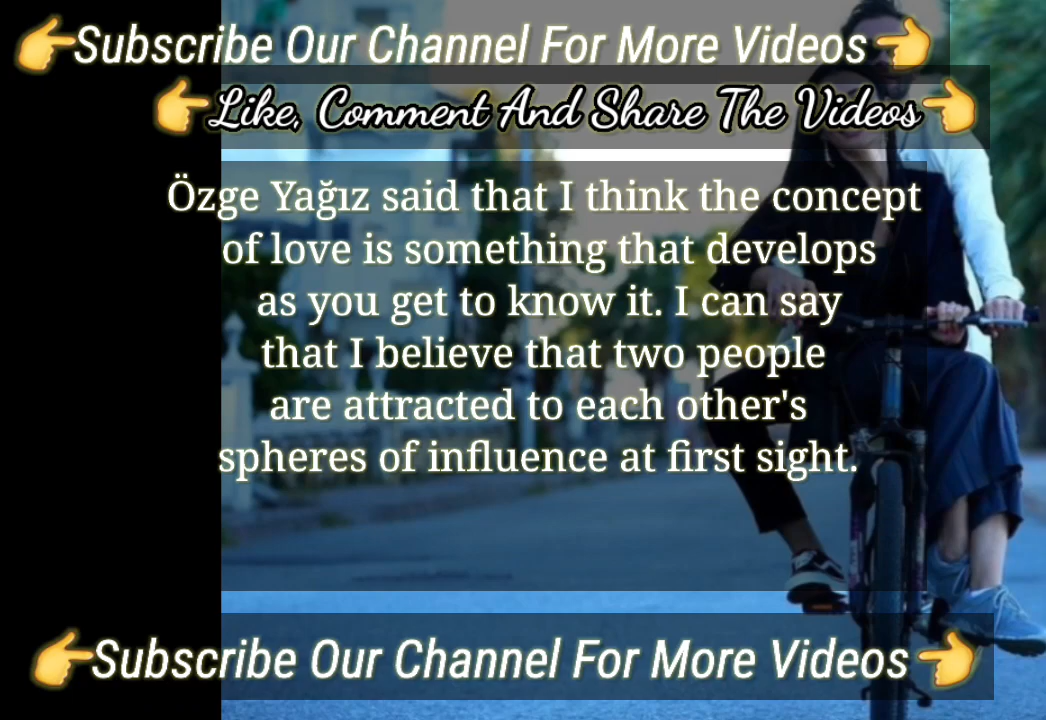 👉Subscribe Our Channel For More Videos👈
👉Like, Comment And Share The Videos👈
Özge Yağız said that I think the concept
of love is something that develops
as you get to know it. I can say
that I believe that two people
are attracted to each other's
spheres of influence at first sight.
👉Subscribe Our Channel For More Videos👈